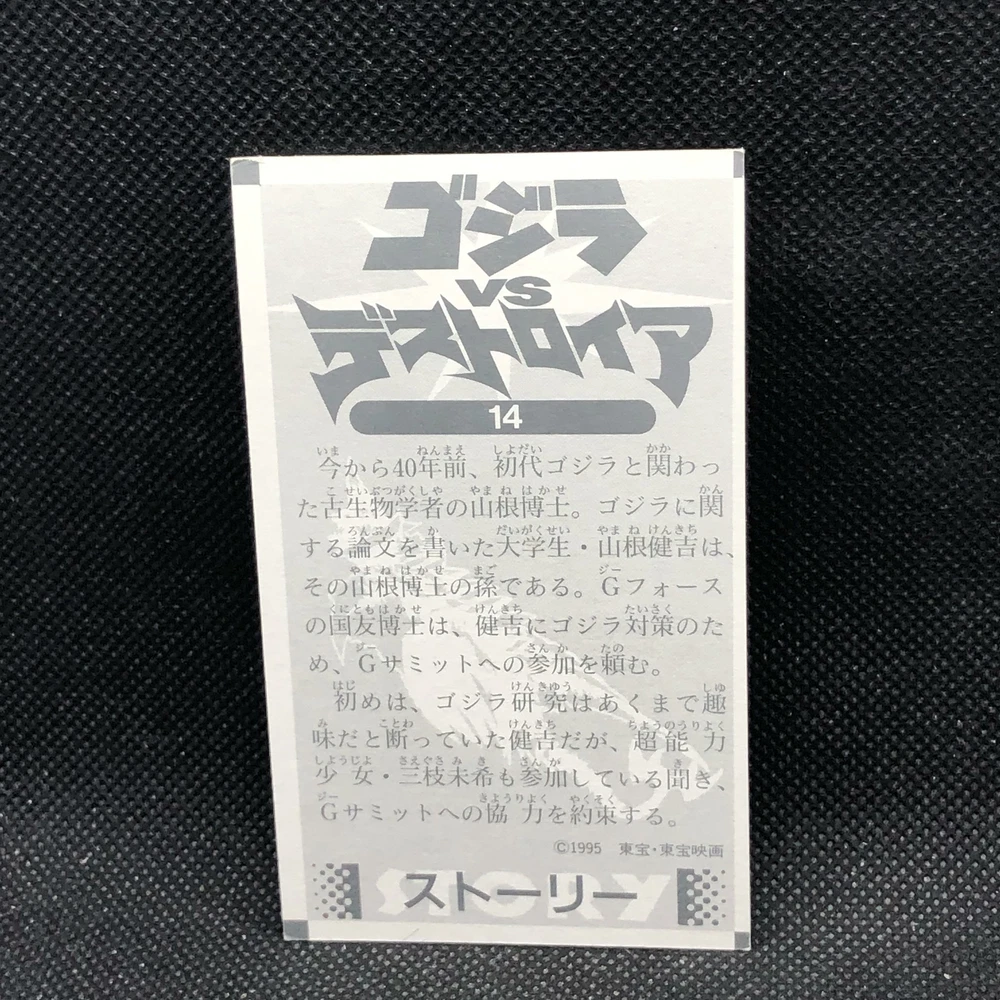 ゴジラ
VS
デストロイア
14
今から40年前、初代ゴジラと関わっ
た古生物学者の山根博士。ゴジラに関
する論文を書いた大学生・山根健吉は、
その山根博士の孫である。Gフォース
の国友博士は、健吉にゴジラ対策のた
め、Gサミットへの参加を頼む。
初めは、ゴジラ研究はあくまで趣
味だと断っていた健吉だが、超能力
少女・三枝未希も参加している聞き、
Gサミットへの協力を約束する。
©1995 東宝・東宝映画
STORY
ストーリー